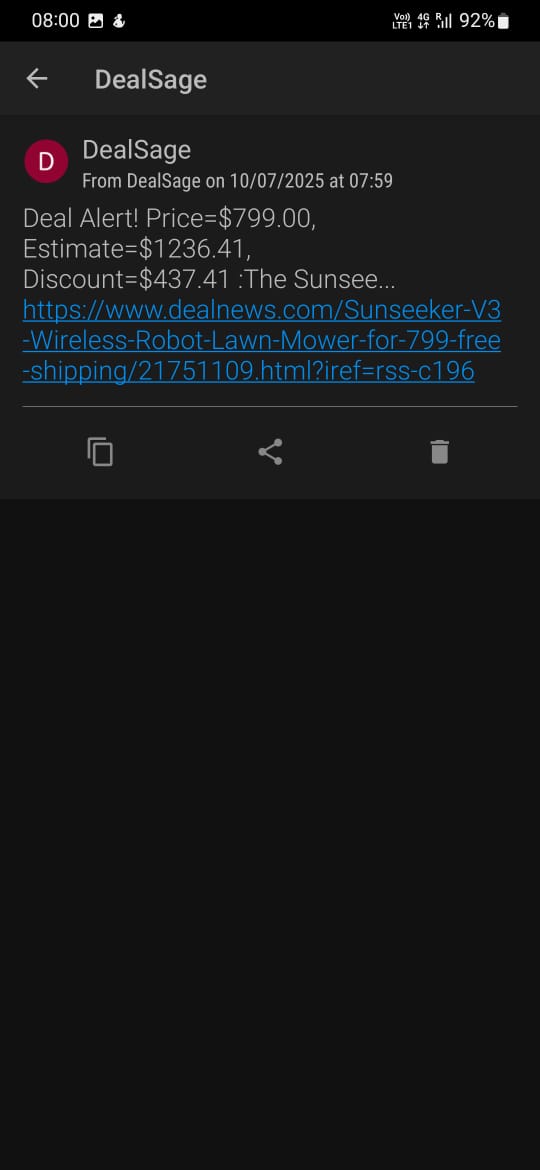 08:00
Vo)) LTE1 4G R 92%
DealSage
D
DealSage
From DealSage on 10/07/2025 at 07:59
Deal Alert! Price=$799.00,
Estimate=$1236.41,
Discount=$437.41 :The Sunsee...
https://www.dealnews.com/Sunseeker-V3
-Wireless-Robot-Lawn-Mower-for-799-free
-shipping/21751109.html?iref=rss-c196